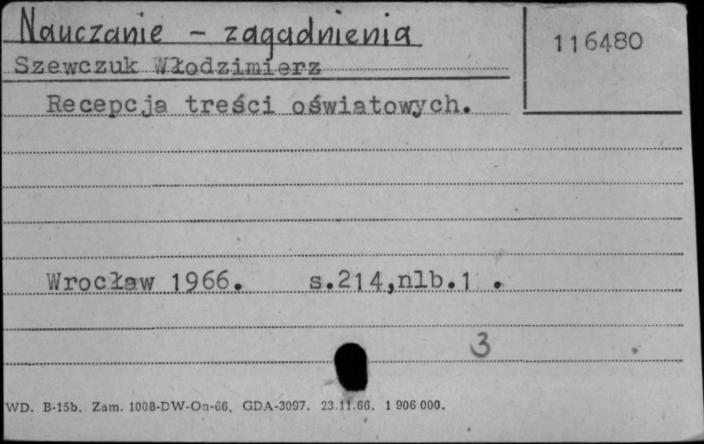 Nauczanie - zagadnienia
116480
Szewczuk Włodzimierz
Recepcja treści oświatowych.
Wrocław 1966. s.214,nlb.1 .
3
WD. B-15b. Zam. 1008-DW-On-66. GDA-3097. 23.11.66. 1 906 000.